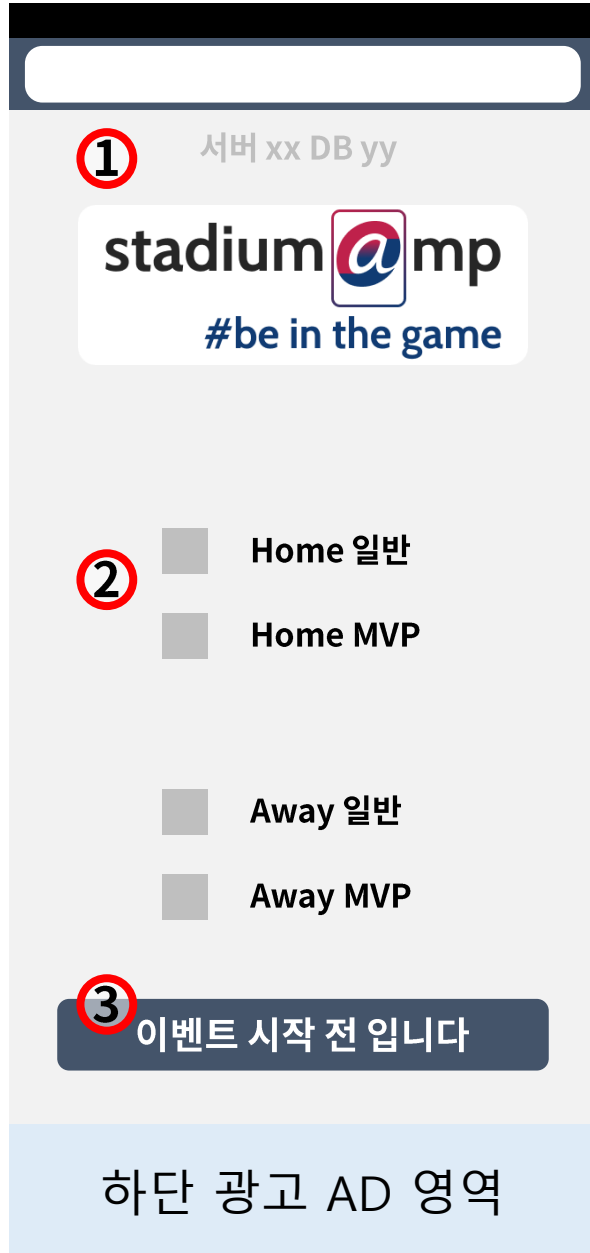 1
서버 xx DB yy
stadium@mp
#be in the game
Home 일반
2
Home MVP
Away 일반
Away MVP
3
이벤트 시작 전 입니다
하단 광고 AD 영역